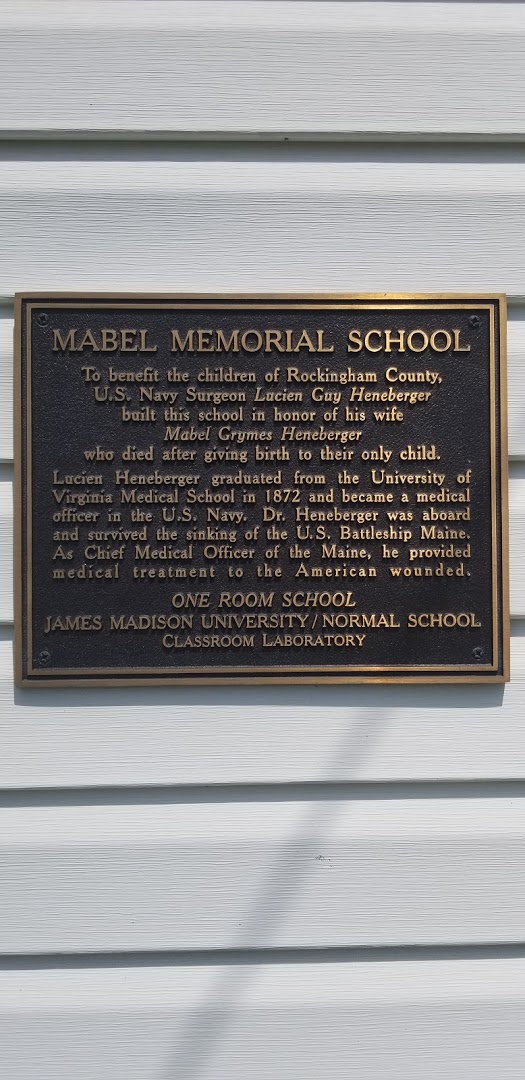 MABEL MEMORIAL SCHOOL
To benefit the children of Rockingham County,
U.S. Navy Surgeon Lucien Guy Heneberger
built this school in honor of his wife
Mabel Grymes Heneberger
who died after giving birth to their only child.
Lucien Heneberger graduated from the University of
Virginia Medical School in 1872 and became a medical
officer in the U.S. Navy. Dr. Heneberger was aboard
and survived the sinking of the U.S. Battleship Maine.
As Chief Medical Officer of the Maine, he provided
medical treatment to the American wounded.
ONE ROOM SCHOOL
JAMES MADISON UNIVERSITY/NORMAL SCHOOL
CLASSROOM LABORATORY